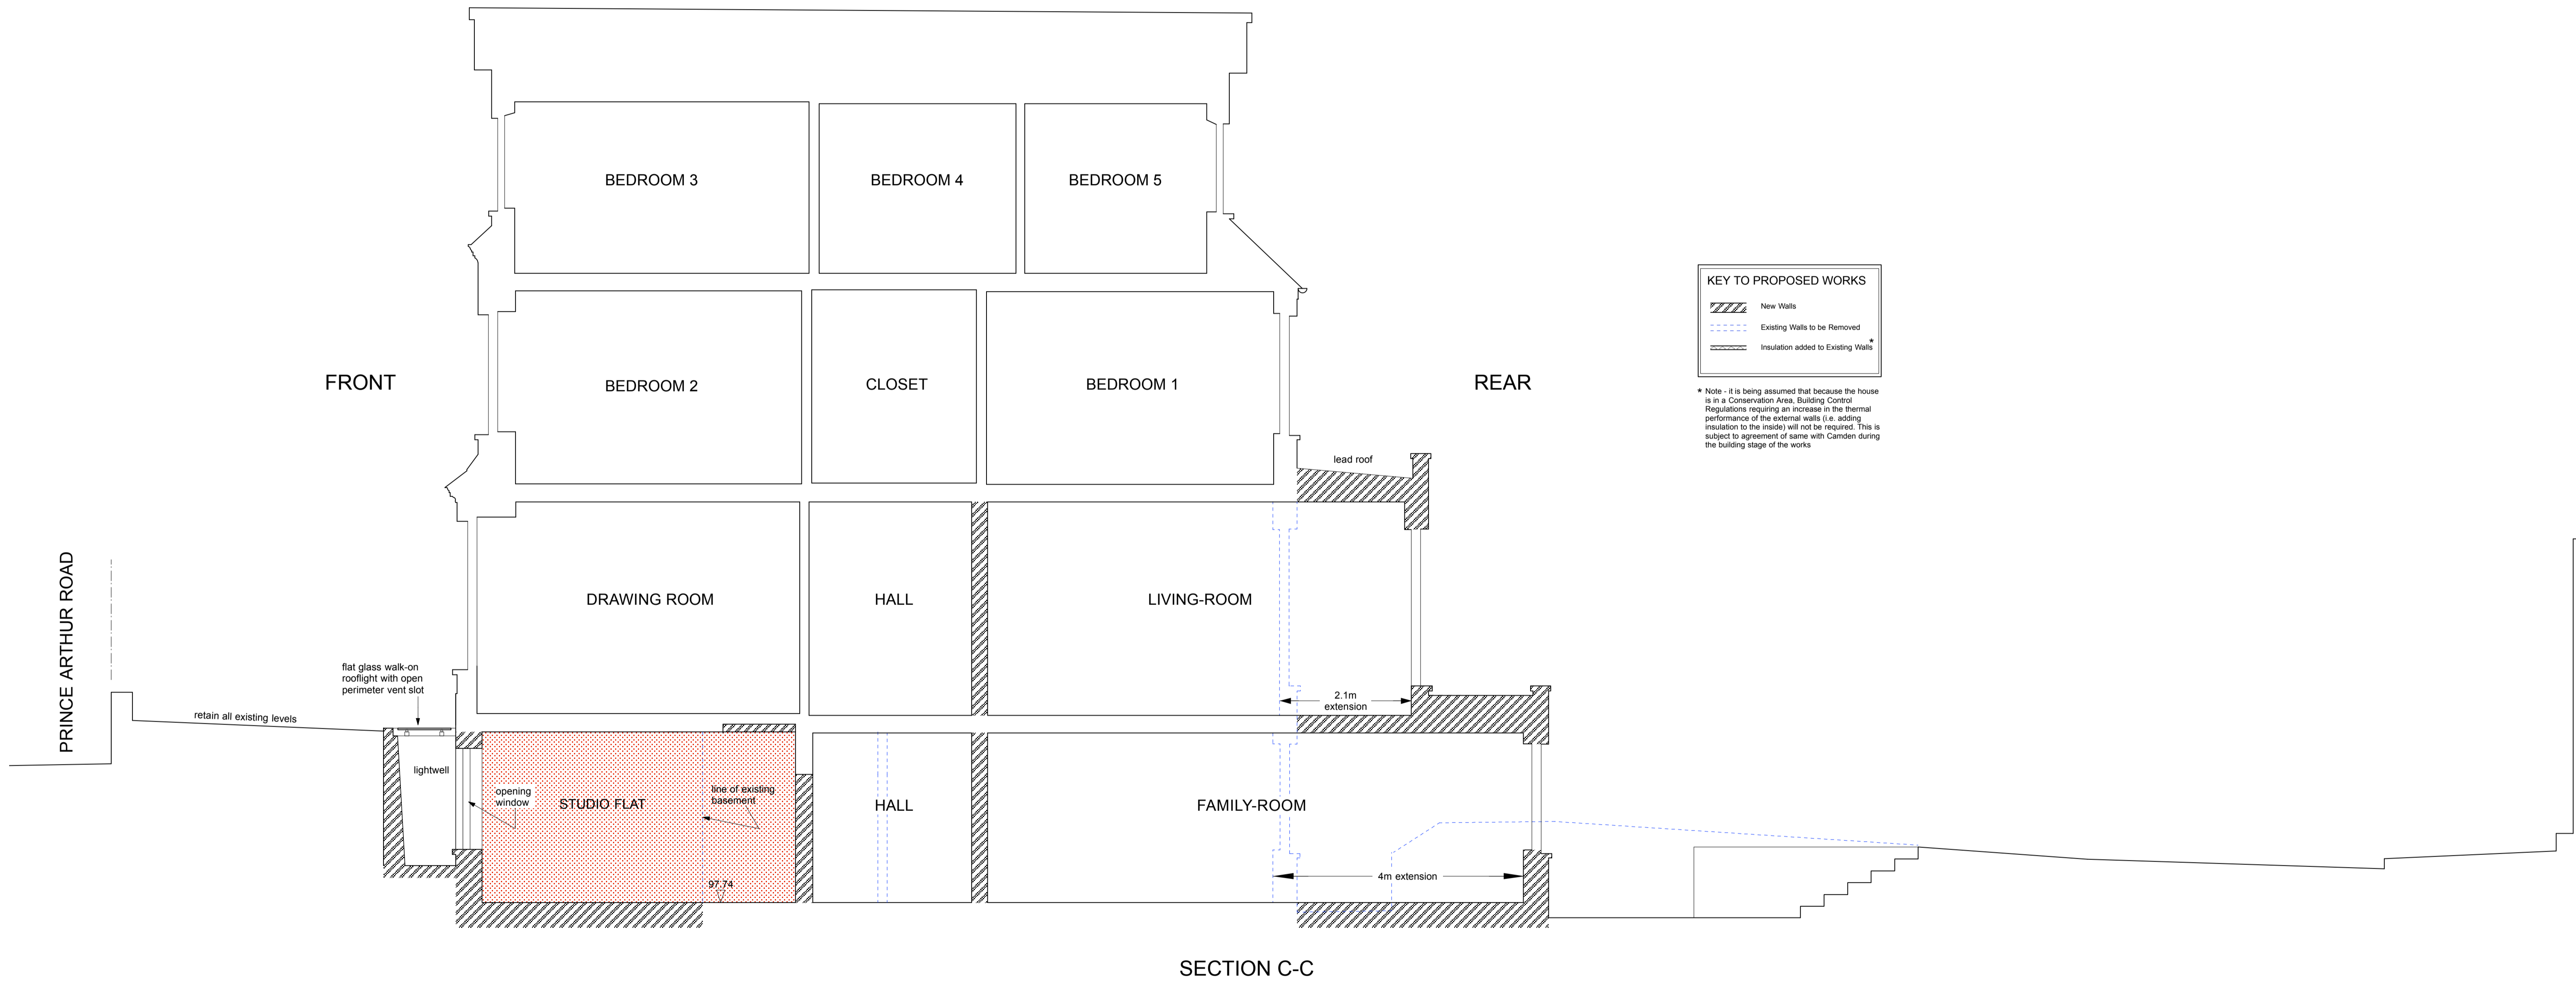 BEDROOM 3
BEDROOM 4
BEDROOM 5
KEY TO PROPOSED WORKS
New Walls
Existing Walls to be Removed
Insulation added to Existing Walls*
* Note - it is being assumed that because the house
is in a Conservation Area, Building Control
Regulations requiring an increase in the thermal
performance of the external walls (i.e. adding
insulation to the inside) will not be required. This is
subject to agreement of same with Camden during
the building stage of the works
FRONT
BEDROOM 2
CLOSET
BEDROOM 1
REAR
lead roof
PRINCE ARTHUR ROAD
DRAWING ROOM
HALL
LIVING-ROOM
flat glass walk-on
rooflight with open
perimeter vent slot
2.1m
extension
retain all existing levels
lightwell
opening
window
STUDIO FLAT
line of existing
basement
HALL
FAMILY-ROOM
97.74
4m extension
SECTION C-C